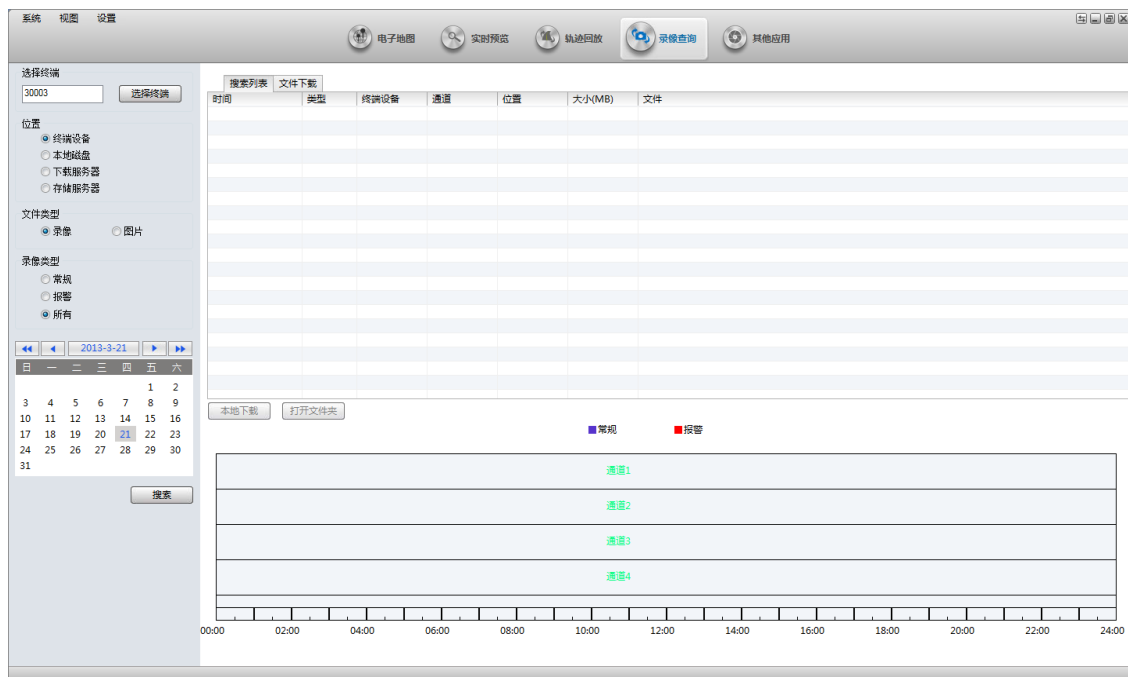 系统 视图 设置
电子地图 实时预览 轨迹回放 录像查询 其他应用
选择终端
30003 选择终端
位置
终端设备
本地磁盘
下载服务器
存储服务器
文件类型
录像 图片
录像类型
常规
报警
所有
2013-3-21
日 一 二 三 四 五 六
1 2
3 4 5 6 7 8 9
10 11 12 13 14 15 16
17 18 19 20 21 22 23
24 25 26 27 28 29 30
31
搜索
搜索列表 文件下载
时间 类型 终端设备 通道 位置 大小(MB) 文件
本地下载 打开文件夹
常规 报警
通道1
通道2
通道3
通道4
00:00 02:00 04:00 06:00 08:00 10:00 12:00 14:00 16:00 18:00 20:00 22:00 24:00